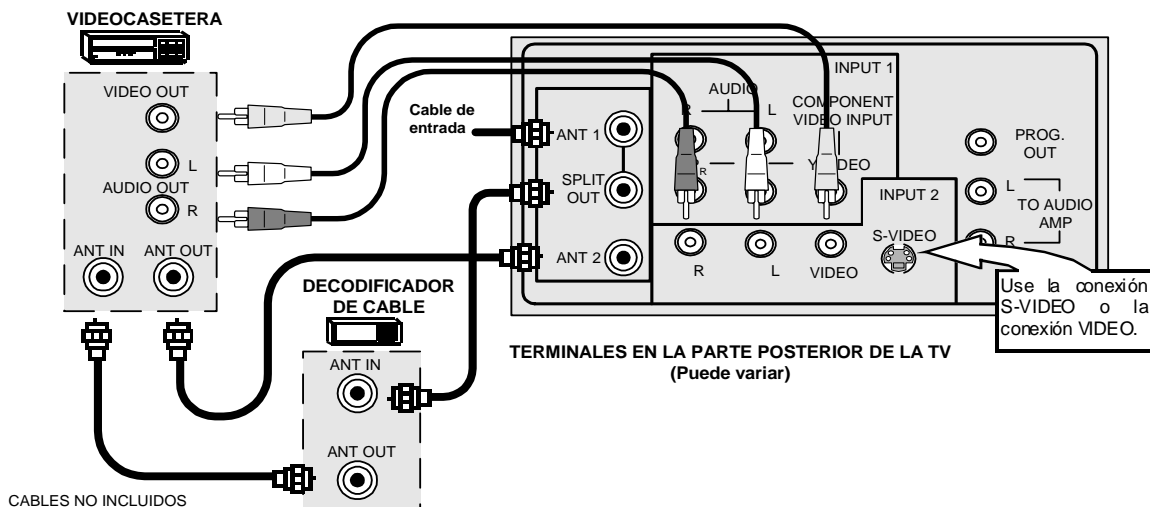 VIDEOCASETERA
VIDEO OUT
L
AUDIO OUT
R
ANT IN
ANT OUT
Cable de
entrada
ANT 1
SPLIT
OUT
ANT 2
INPUT 1
AUDIO
R
L
COMPONENT
VIDEO INPUT
R
Y
VIDEO
INPUT 2
S-VIDEO
R
L
VIDEO
PROG.
OUT
L
TO AUDIO
AMP
R
Use la conexión
S-VIDEO o la
conexión VIDEO.
DECODIFICADOR
DE CABLE
ANT IN
ANT OUT
TERMINALES EN LA PARTE POSTERIOR DE LA TV
(Puede variar)
CABLES NO INCLUIDOS